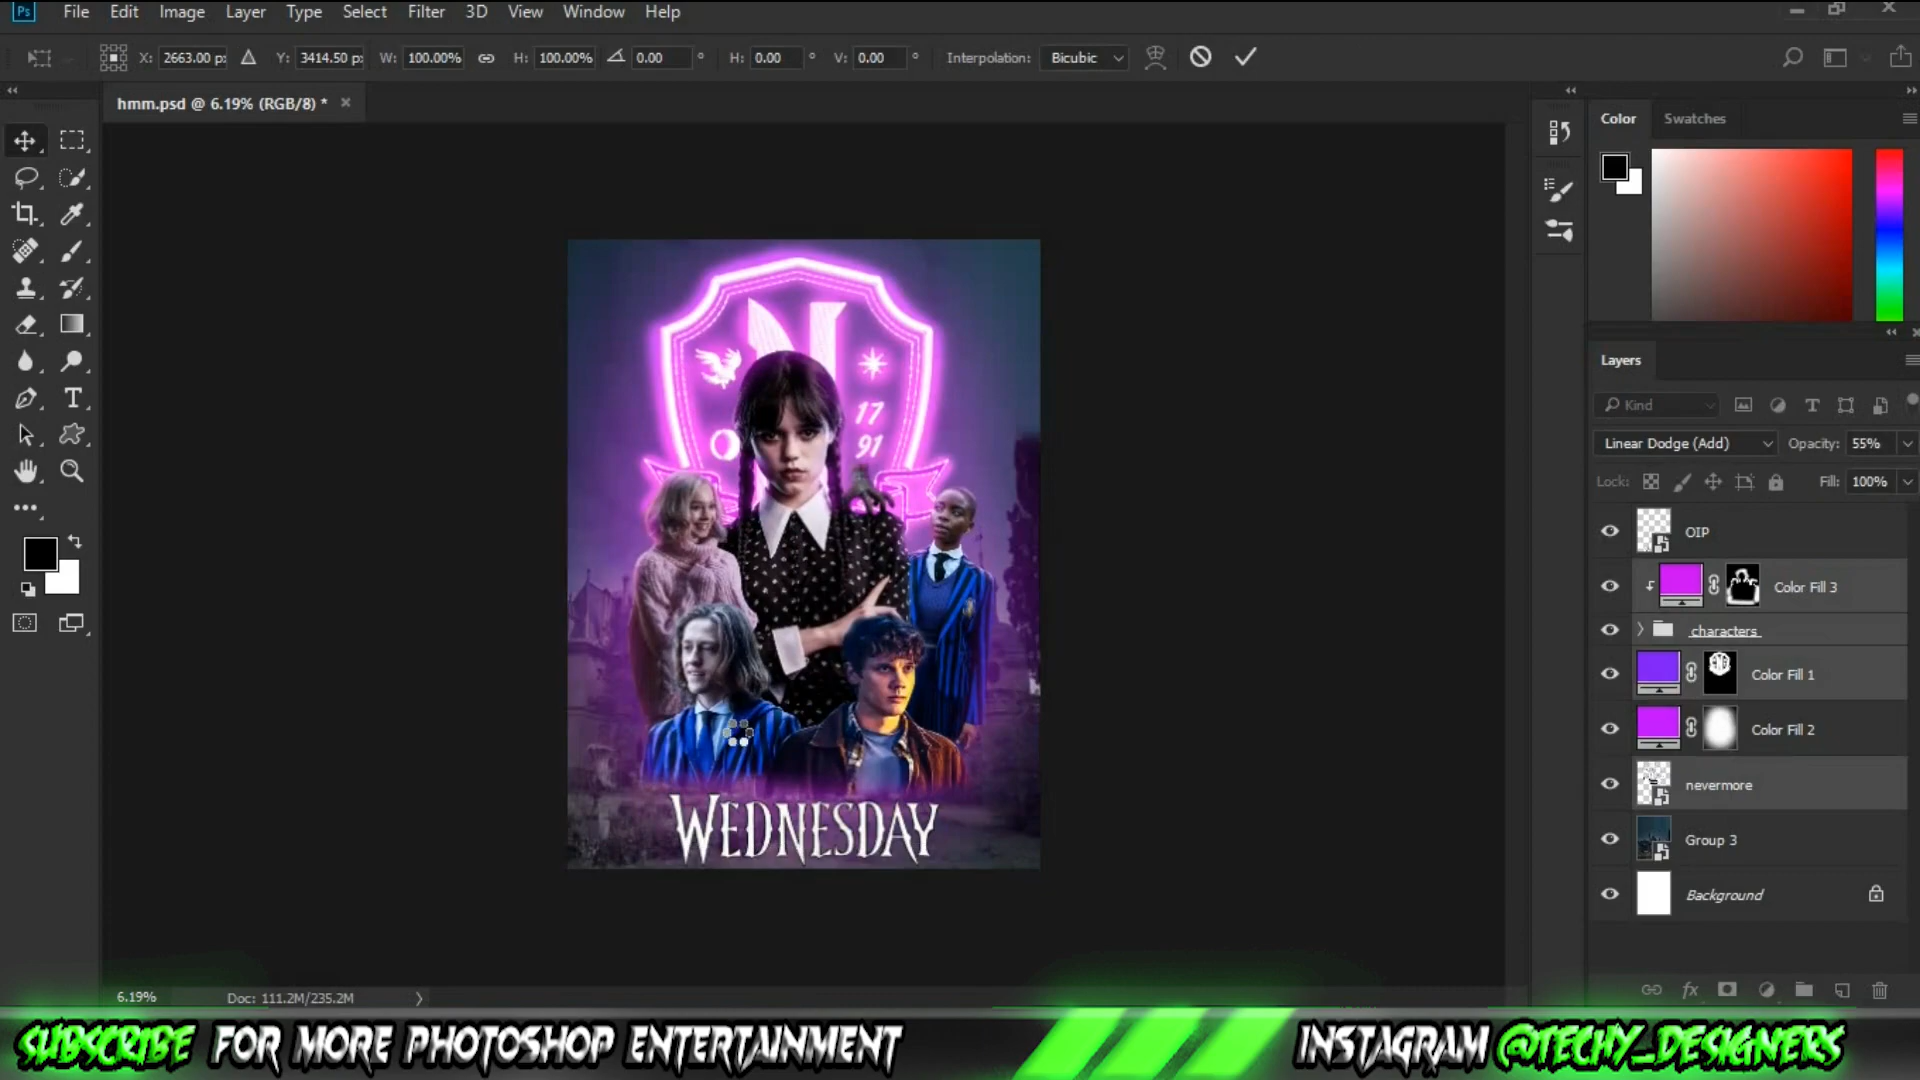 Ps File Edit Image Layer Type Select Filter 3D View Window Help
X: 2663.00 p Y: 3414.50 p W: 100.00% H: 100.00% 0.00 ° H: 0.00 ° V: 0.00 ° Interpolation: Bicubic
hmm.psd @ 6.19% (RGB/8) * ×
Color Swatches
17
91
WEDNESDAY
Layers
Kind
Linear Dodge (Add) Opacity: 55%
Lock: Fill: 100%
OIP
Color Fill 3
characters
Color Fill 1
Color Fill 2
nevermore
Group 3
Background
6.19% Doc: 111.2M/235.2M
SUBSCRIBE FOR MORE PHOTOSHOP ENTERTAINMENT INSTAGRAM @TECHY_DESIGNERS